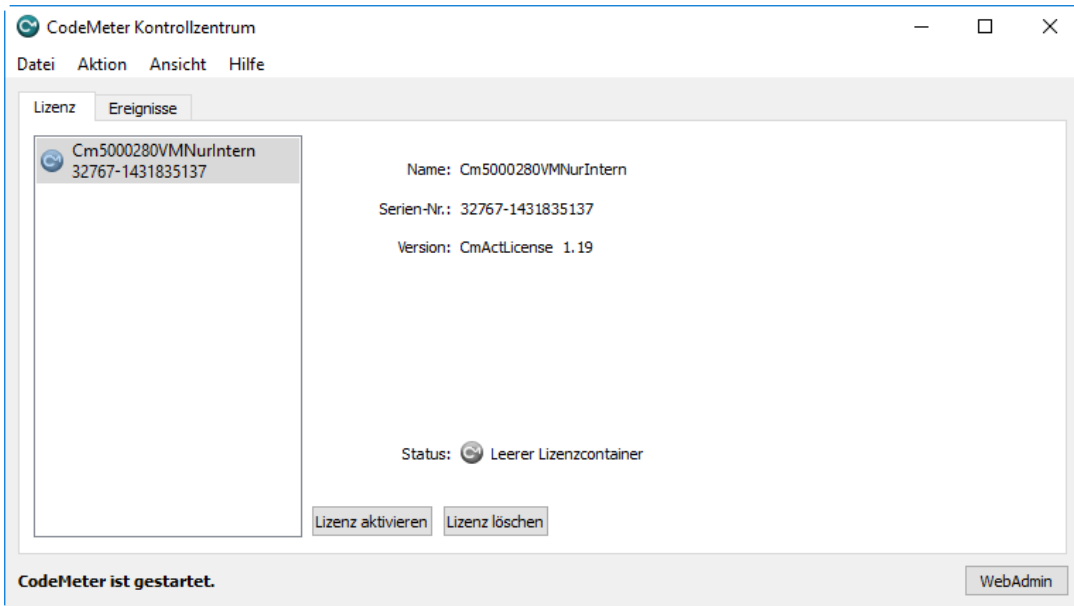 CodeMeter Kontrollzentrum
Datei Aktion Ansicht Hilfe
Lizenz Ereignisse
Cm5000280VMNurIntern
32767-1431835137
Name: Cm5000280VMNurIntern
Serien-Nr.: 32767-1431835137
Version: CmActLicense 1.19
Status: Leerer Lizenzcontainer
Lizenz aktivieren Lizenz löschen
CodeMeter ist gestartet. WebAdmin